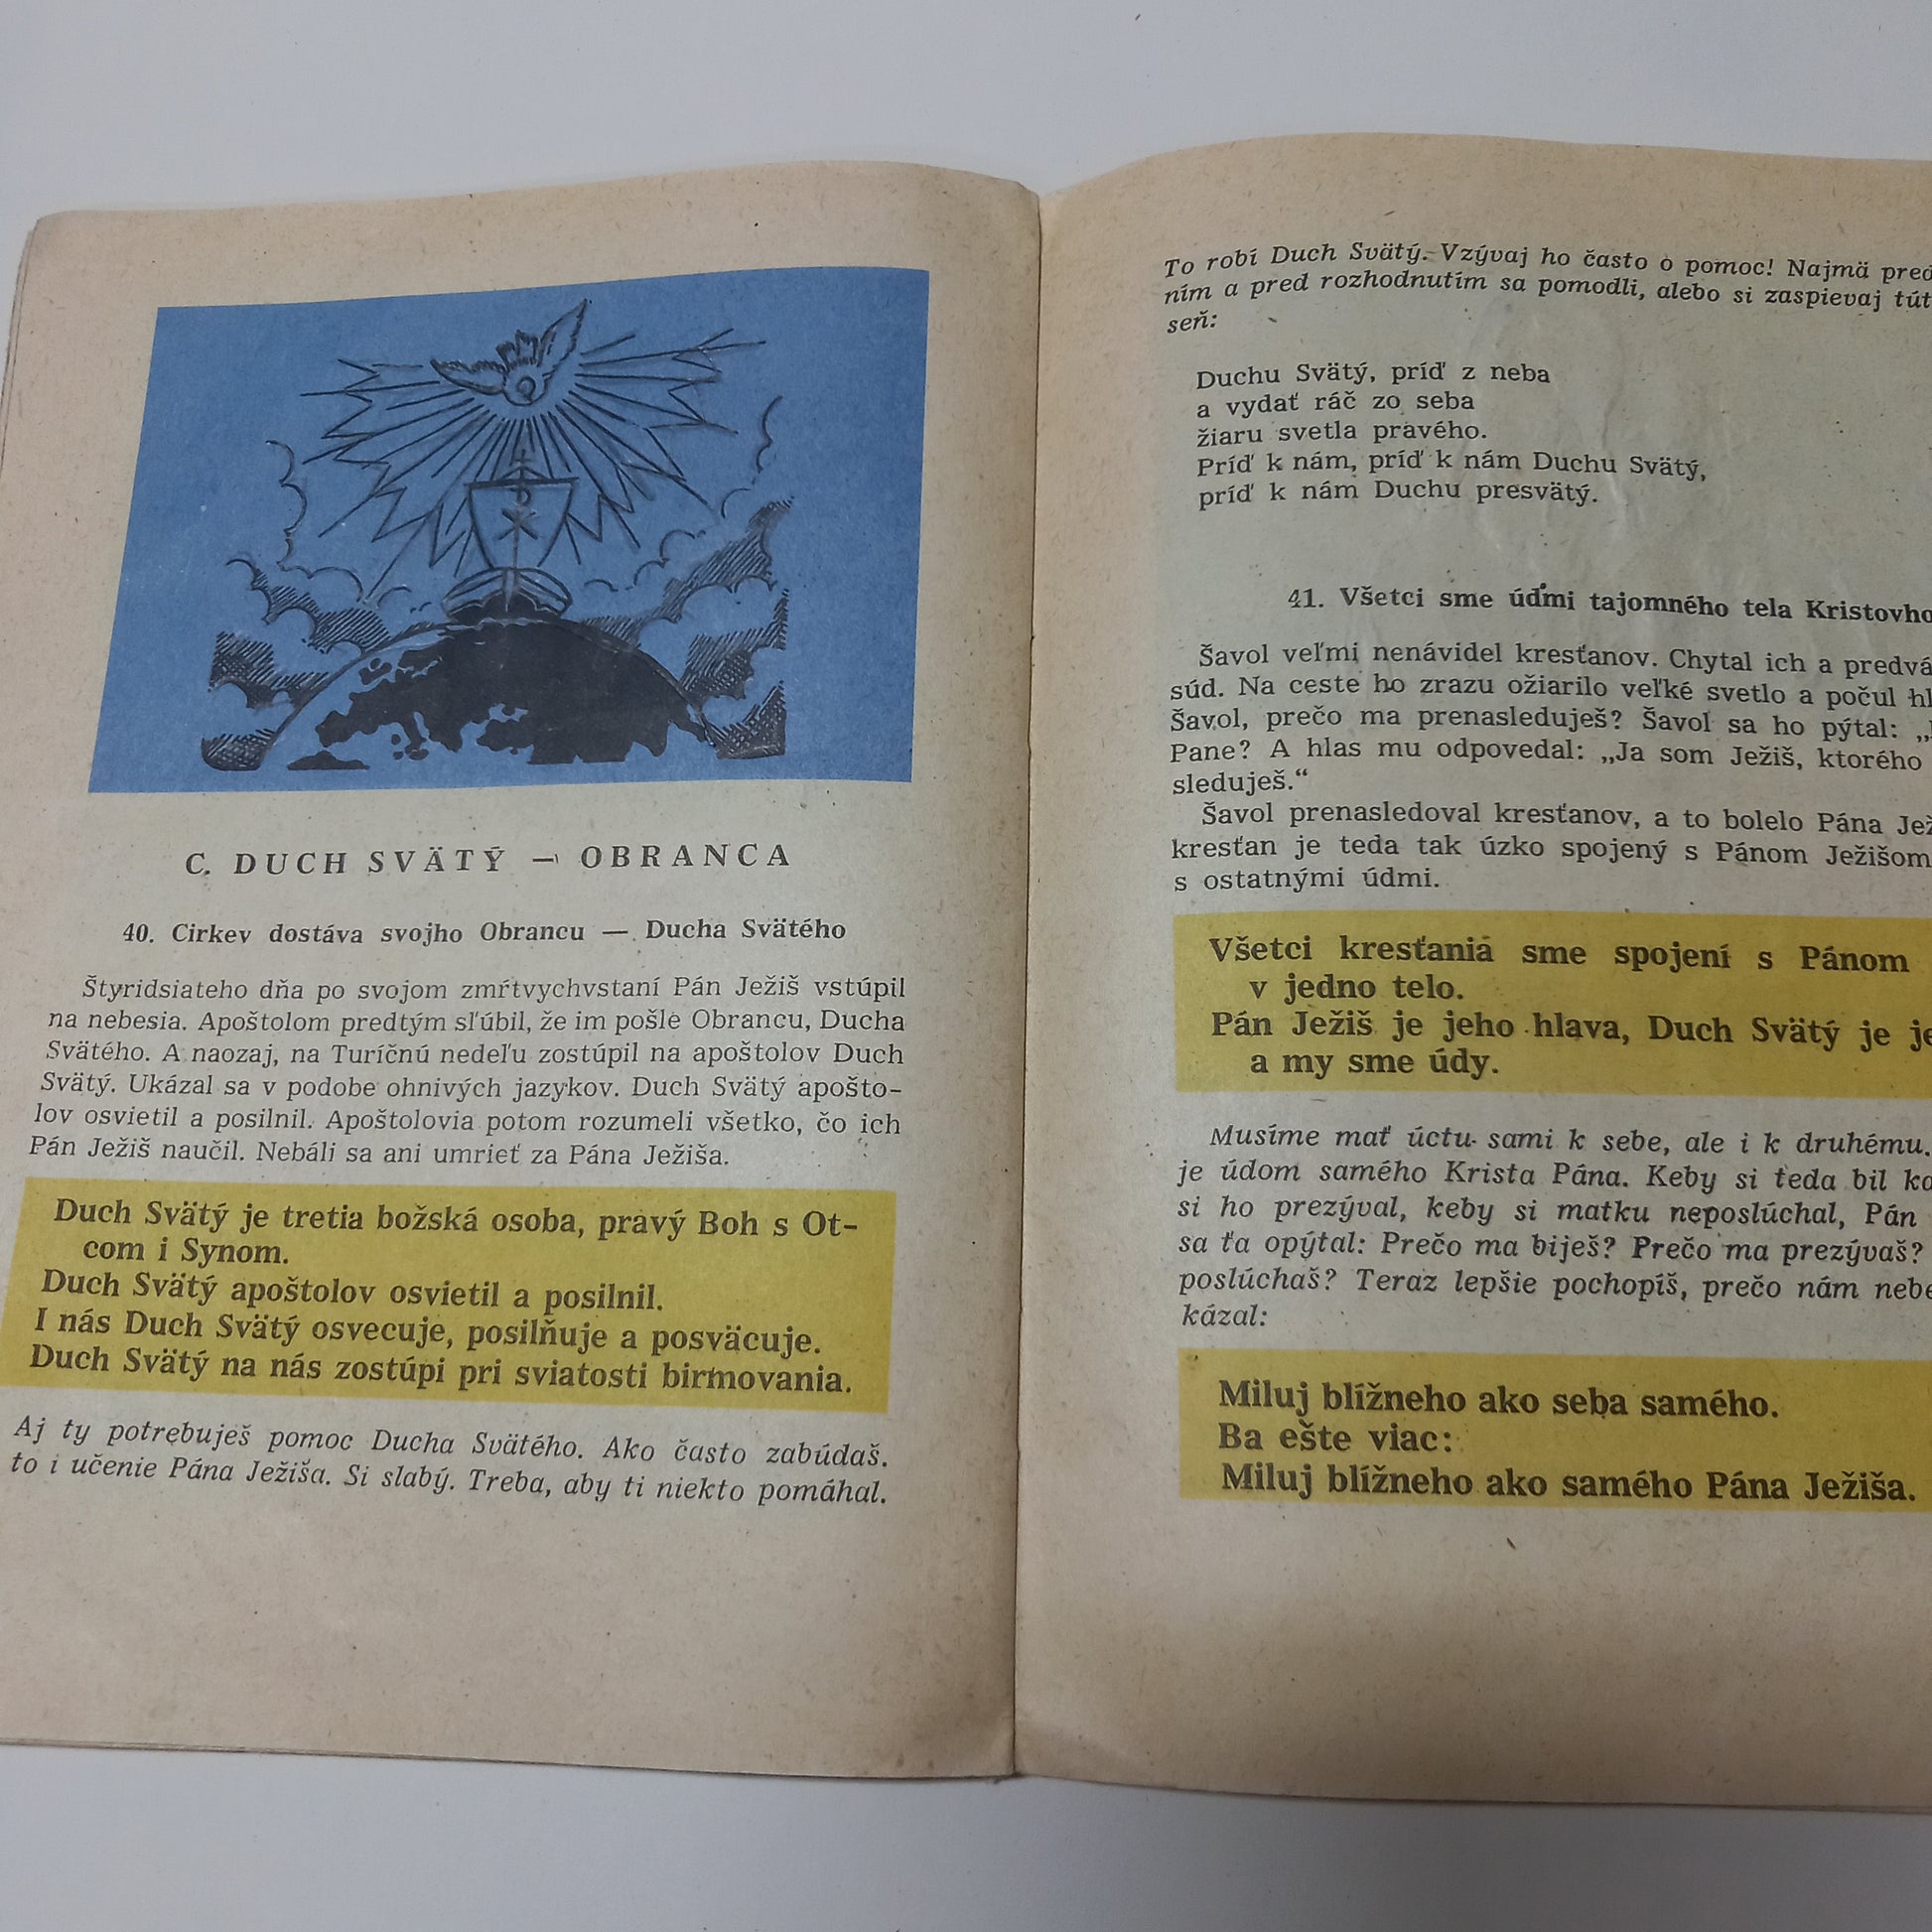 C. DUCH SVÄTÝ — OBRANCA
40. Cirkev dostáva svojho Obrancu — Ducha Svätého
Štyridsiateho dňa po svojom zmŕtvychvstaní Pán Ježiš vstúpil
na nebesia. Apoštolom predtým sľúbil, že im pošle Obrancu, Ducha
Svätého. A naozaj, na Turíčnú nedeľu zostúpil na apoštolov Duch
Svätý. Ukázal sa v podobe ohnivých jazykov. Duch Svätý apošto-
lov osvietil a posilnil. Apoštolovia potom rozumeli všetko, čo ich
Pán Ježiš naučil. Nebáli sa ani umrieť za Pána Ježiša.
Duch Svätý je tretia božská osoba, pravý Boh s Ot-
com i Synom.
Duch Svätý apoštolov osvietil a posilnil.
I nás Duch Svätý osvecuje, posilňuje a posväcuje.
Duch Svätý na nás zostúpi pri sviatosti birmovania.
Aj ty potrebuješ pomoc Ducha Svätého. Ako často zabúdaš.
to i učenie Pána Ježiša. Si slabý. Treba, aby ti niekto pomáhal.
To robí Duch Svätý. Vzývaj ho často o pomoc! Najmä pred
ním a pred rozhodnutím sa pomodli, alebo si zaspievaj
seň:
Duchu Svätý, príď z neba
a vydať ráč zo seba
žiaru svetla pravého.
Príď k nám, príď k nám Duchu Svätý,
príď k nám Duchu presvätý.
41. Všetci sme údmi tajomného tela Kristovho
Šavol veľmi nenávidel kresťanov. Chytal ich a
súd. Na ceste ho zrazu ožiarilo veľké svetlo a počul
Šavol, prečo ma prenasleduješ? Šavol sa ho pýtal:
Pane? A hlas mu odpovedal: „Ja som Ježiš, ktorého
sleduješ.“
Šavol prenasledoval kresťanov, a to bolelo Pána
kresťan je teda tak úzko spojený s Pánom Ježišom
s ostatnými údmi.
Všetci kresťania sme spojení s Pánom
v jedno telo.
Pán Ježiš je jeho hlava, Duch Svätý je
a my sme údy.
Musíme mať úctu sami k sebe, ale i k druhému.
je údom samého Krista Pána. Keby si teda bil
si ho prezýval, keby si matku neposlúchal, Pán
sa ťa opýtal: Prečo ma biješ? Prečo ma prezývaš?
poslúchaš? Teraz lepšie pochopíš, prečo nám
kázal:
Miluj blížneho ako seba samého.
Ba ešte viac:
Miluj blížneho ako samého Pána Ježiša.